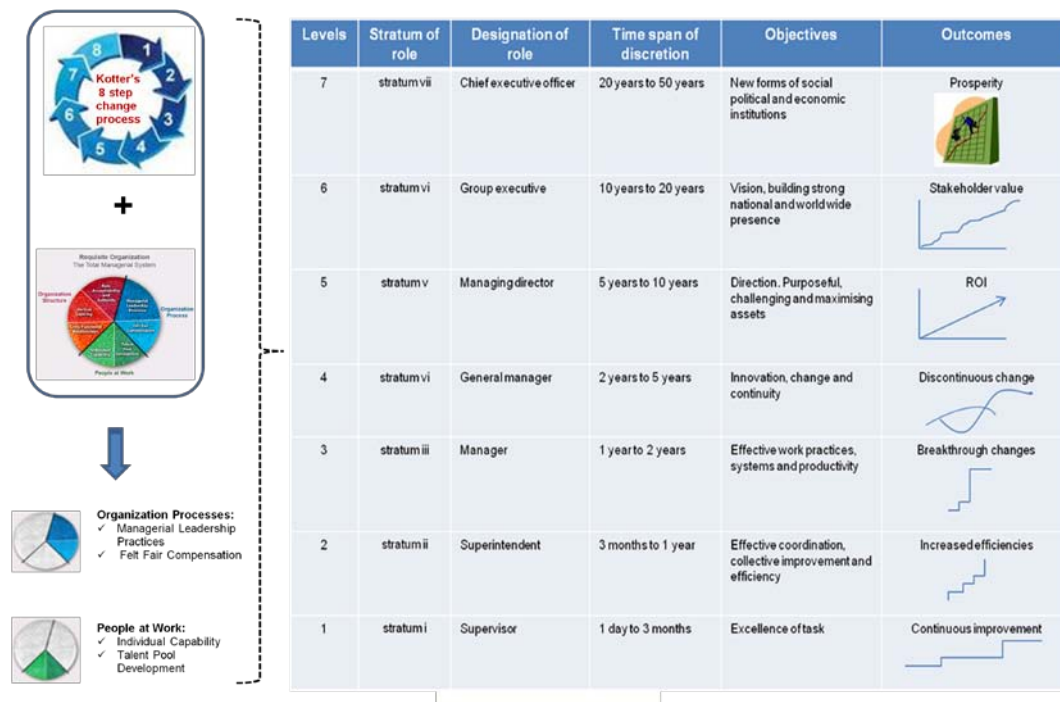 8 1
7 2
6 3
5 4
Kotter's
8 step
change
process
+
Requisite Organization
The Total Managerial System
Organization
Structure
Organization
Process
People at Work
Organization Processes:
✓ Managerial Leadership
Practices
✓ Felt Fair Compensation
People at Work:
✓ Individual Capability
✓ Talent Pool
Development
Levels Stratum of role Designation of role Time span of discretion Objectives Outcomes
7 stratum vii Chief executive officer 20 years to 50 years New forms of social Prosperity
political and economic
institutions
6 stratum vi Group executive 10 years to 20 years Vision, building strong Stakeholder value
national and world wide
presence
5 stratum v Managing director 5 years to 10 years Direction. Purposeful, ROI
challenging and maximising
assets
4 stratum vi General manager 2 years to 5 years Innovation, change and Discontinuous change
continuity
3 stratum iii Manager 1 year to 2 years Effective work practices, Breakthrough changes
systems and productivity
2 stratum ii Superintendent 3 months to 1 year Effective coordination, Increased efficiencies
collective improvement and
efficiency
1 stratum i Supervisor 1 day to 3 months Excellence of task Continuous improvement